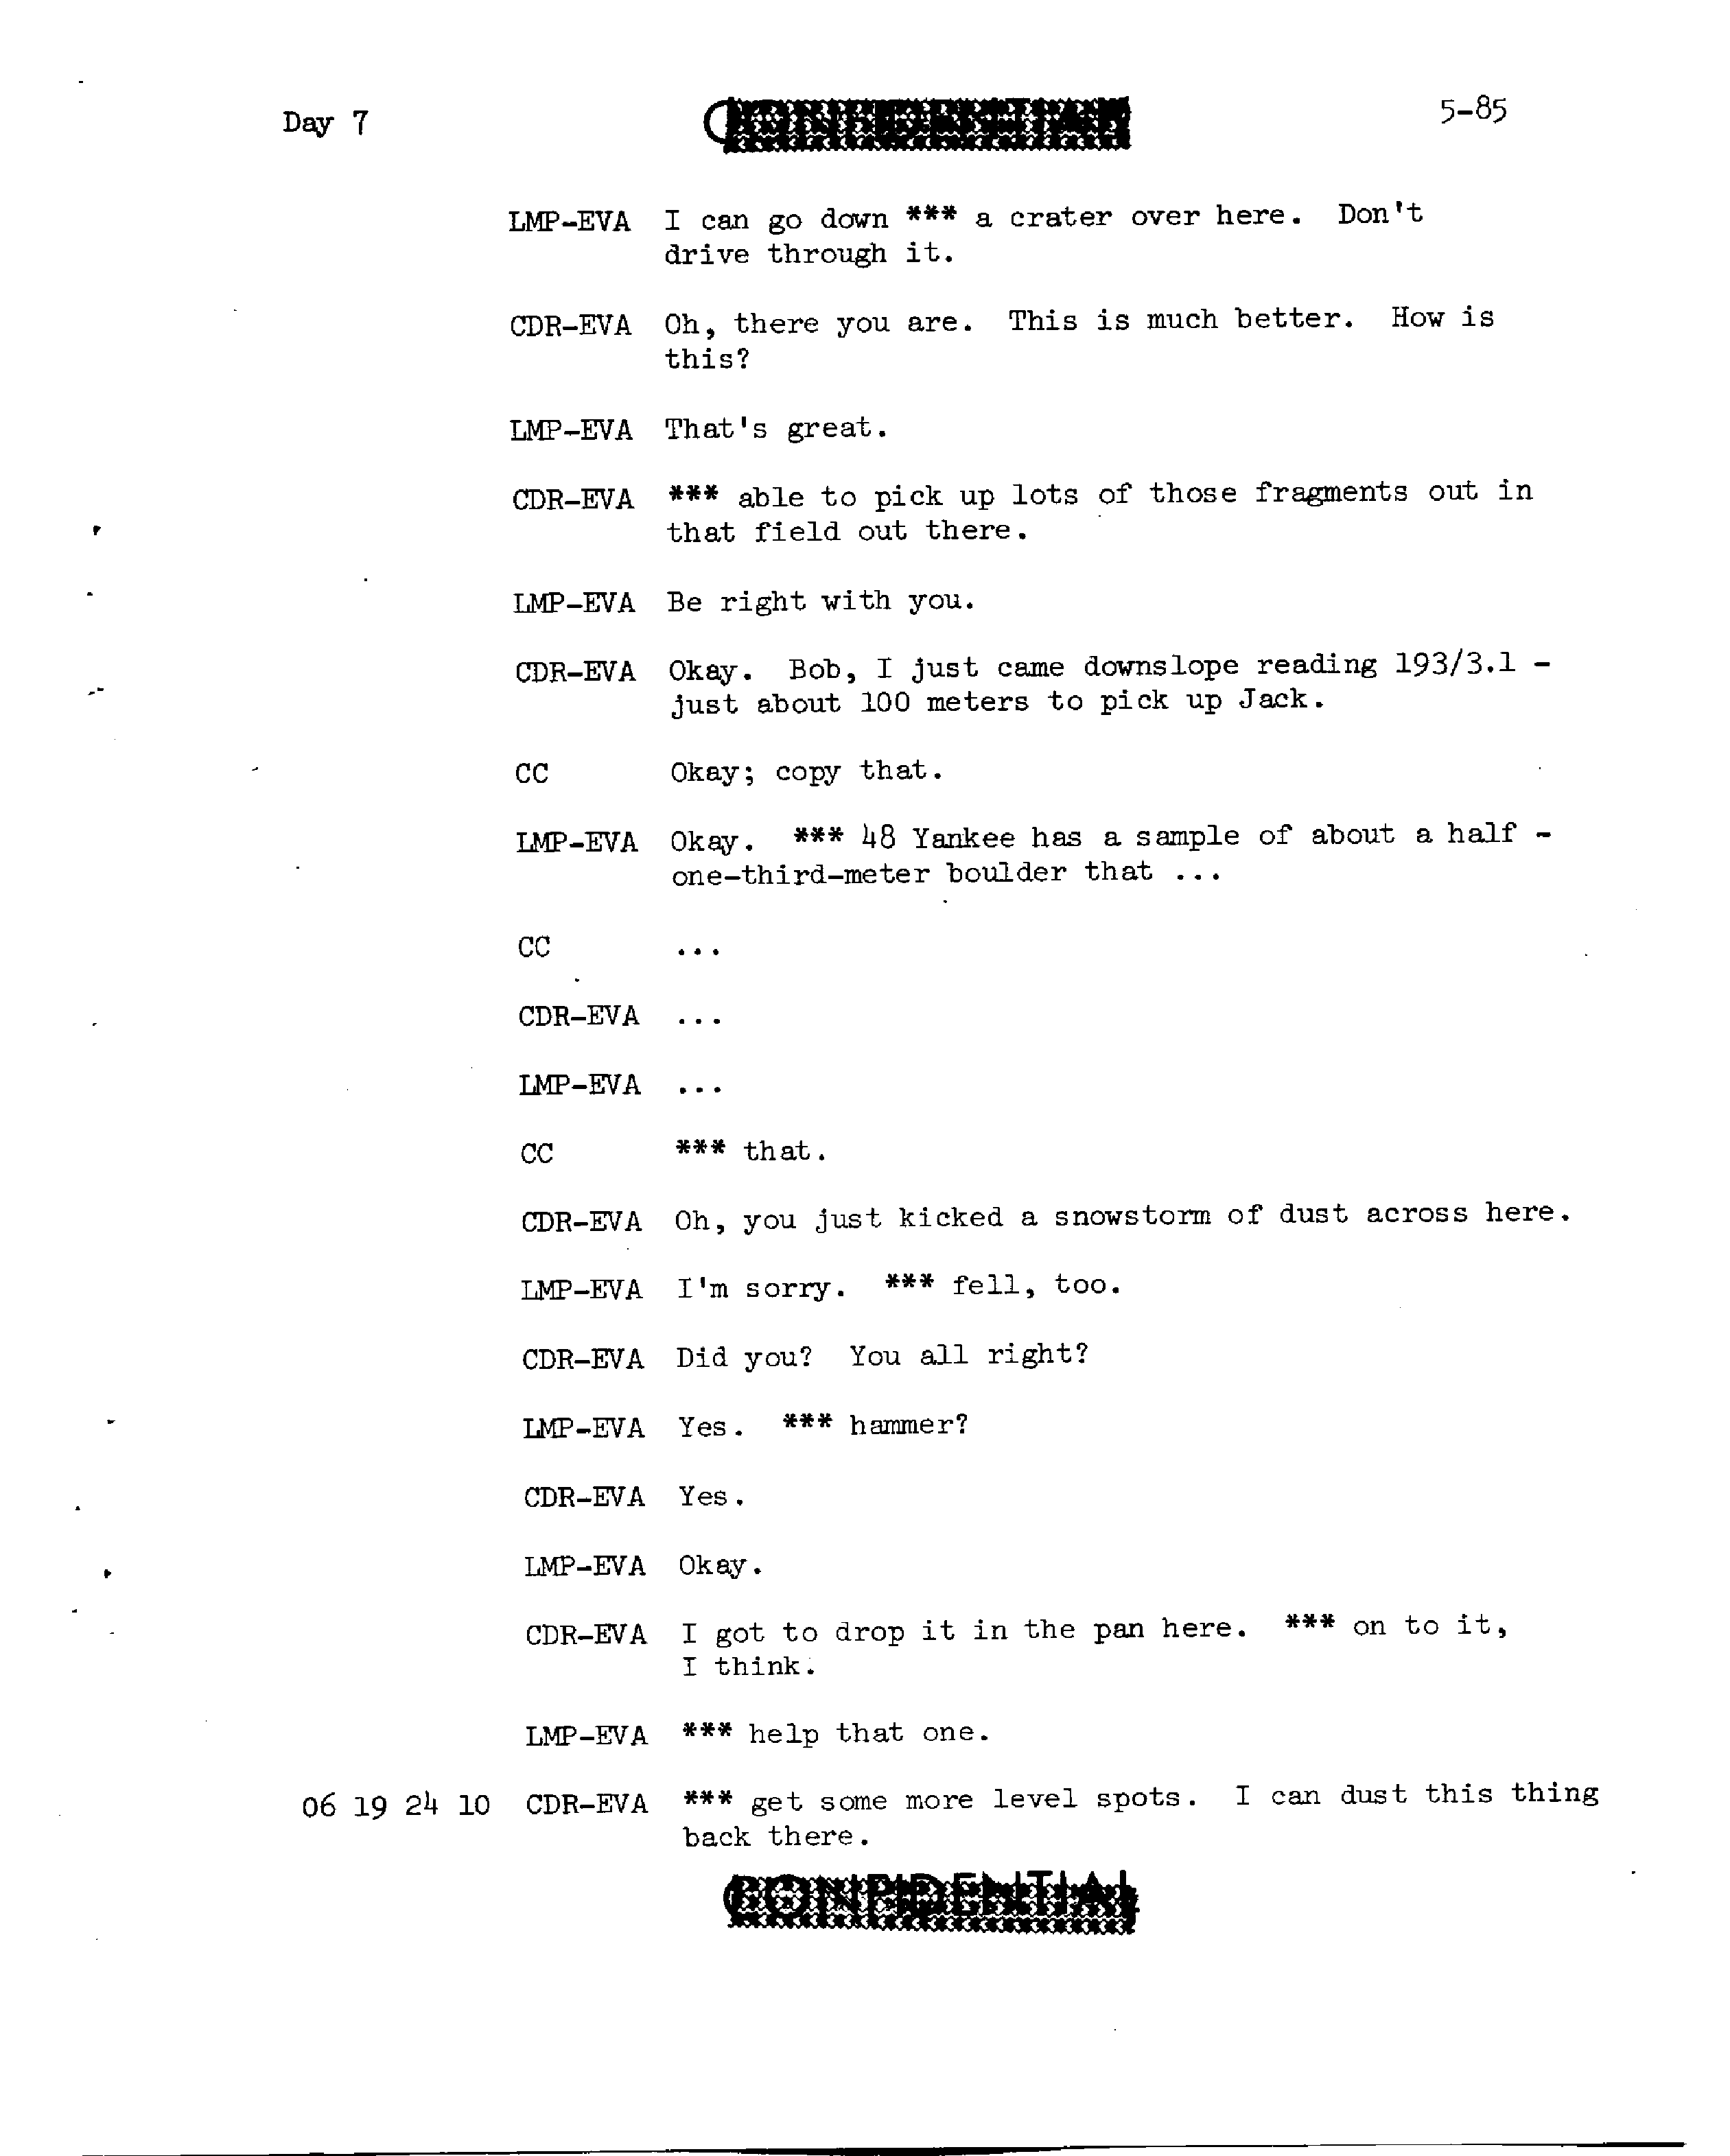 Day 7
CONFIDENTIAL
5-85
LMP-EVA I can go down *** a crater over here. Don't
drive through it.
CDR-EVA Oh, there you are. This is much better. How is
this?
LMP-EVA That's great.
CDR-EVA *** able to pick up lots of those fragments out in
that field out there.
LMP-EVA Be right with you.
CDR-EVA Okay. Bob, I just came downslope reading 193/3.1 -
just about 100 meters to pick up Jack.
CC Okay; copy that.
LMP-EVA Okay. *** 48 Yankee has a sample of about a half -
one-third-meter boulder that ...
CC ...
CDR-EVA ...
LMP-EVA ...
CC *** that.
CDR-EVA Oh, you just kicked a snowstorm of dust across here.
LMP-EVA I'm sorry. *** fell, too.
CDR-EVA Did you? You all right?
LMP-EVA Yes. *** hammer?
CDR-EVA Yes.
LMP-EVA Okay.
CDR-EVA I got to drop it in the pan here. *** on to it,
I think.
LMP-EVA *** help that one.
06 19 24 10 CDR-EVA *** get some more level spots. I can dust this thing
back there.
CONFIDENTIAL